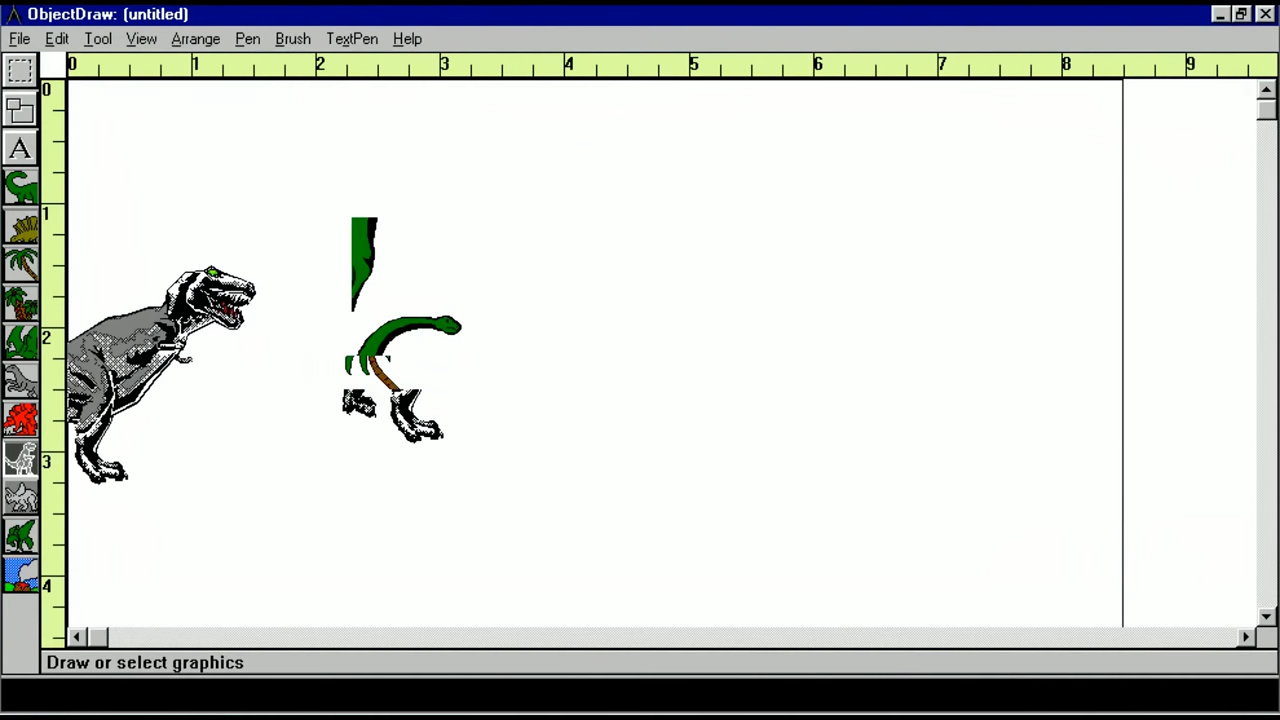 ObjectDraw: (untitled)
File Edit Tool View Arrange Pen Brush TextPen Help
0 1 2 3 4 5 6 7 8 9
A
0
1
2
3
4
Draw or select graphics